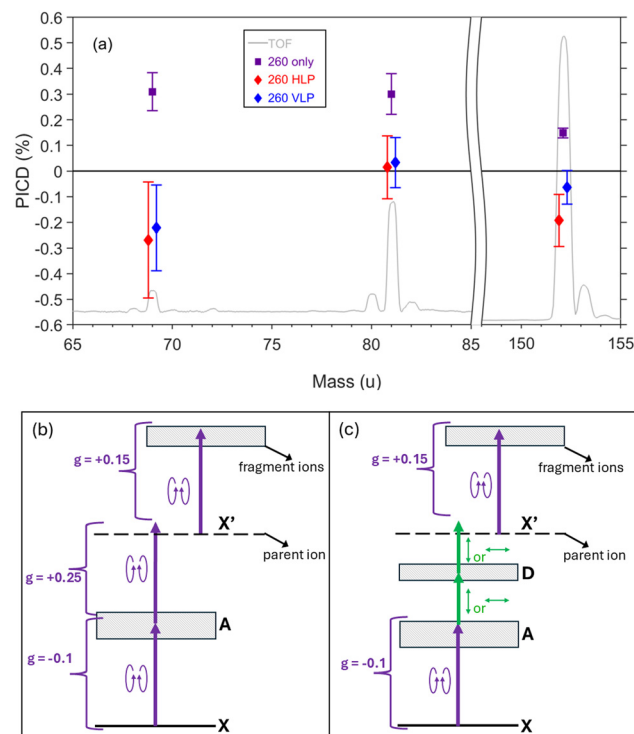 (a)
TOF
260 only
260 HLP
260 VLP
PICD (%)
0.6
0.5
0.4
0.3
0.2
0.1
0
-0.1
-0.2
-0.3
-0.4
-0.5
-0.6
65 70 75 80 85 150 155
Mass (u)
(b)
g = +0.15
fragment ions
X'
parent ion
g = +0.25
A
g = -0.1
X
(c)
g = +0.15
fragment ions
X'
parent ion
or
D
or
A
g = -0.1
X